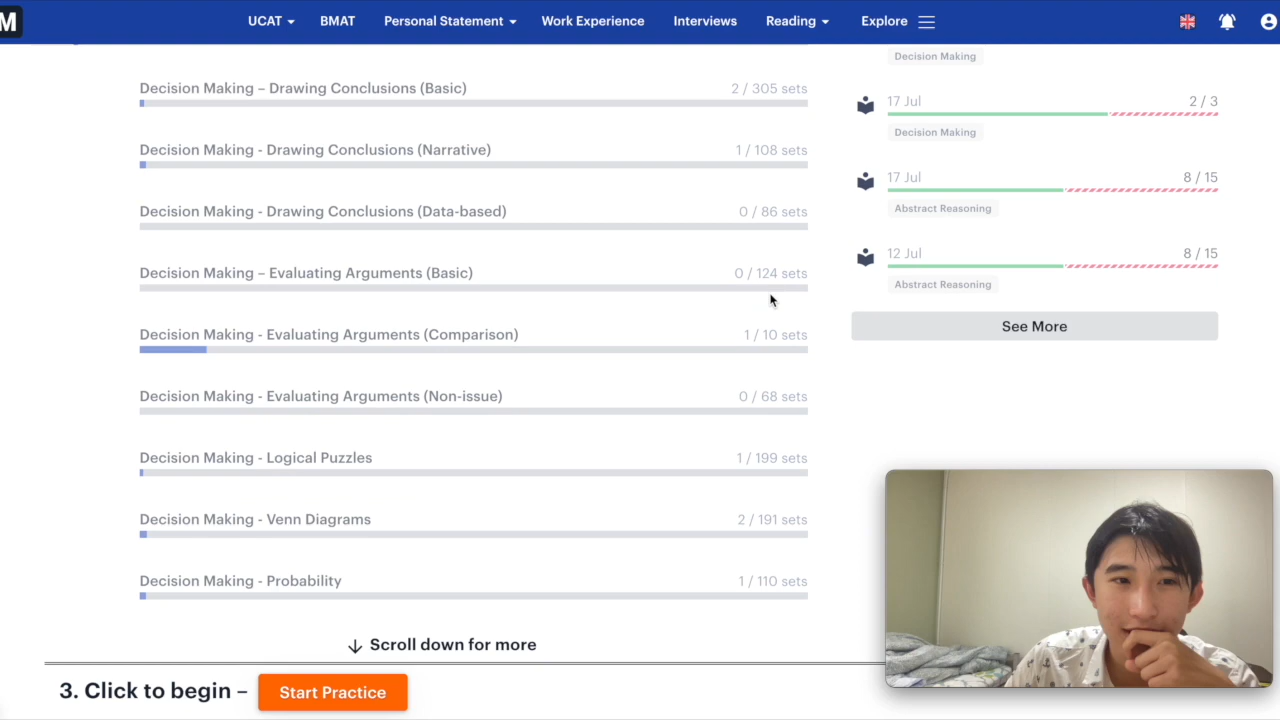 M
UCAT
BMAT
Personal Statement
Work Experience
Interviews
Reading
Explore
Decision Making – Drawing Conclusions (Basic)
2 / 305 sets
Decision Making - Drawing Conclusions (Narrative)
1 / 108 sets
Decision Making - Drawing Conclusions (Data-based)
0 / 86 sets
Decision Making – Evaluating Arguments (Basic)
0 / 124 sets
Decision Making - Evaluating Arguments (Comparison)
1 / 10 sets
Decision Making - Evaluating Arguments (Non-issue)
0 / 68 sets
Decision Making - Logical Puzzles
1 / 199 sets
Decision Making - Venn Diagrams
2 / 191 sets
Decision Making - Probability
1 / 110 sets
↓ Scroll down for more
3. Click to begin –
Start Practice
Decision Making
17 Jul
2 / 3
Decision Making
17 Jul
8 / 15
Abstract Reasoning
12 Jul
8 / 15
Abstract Reasoning
See More